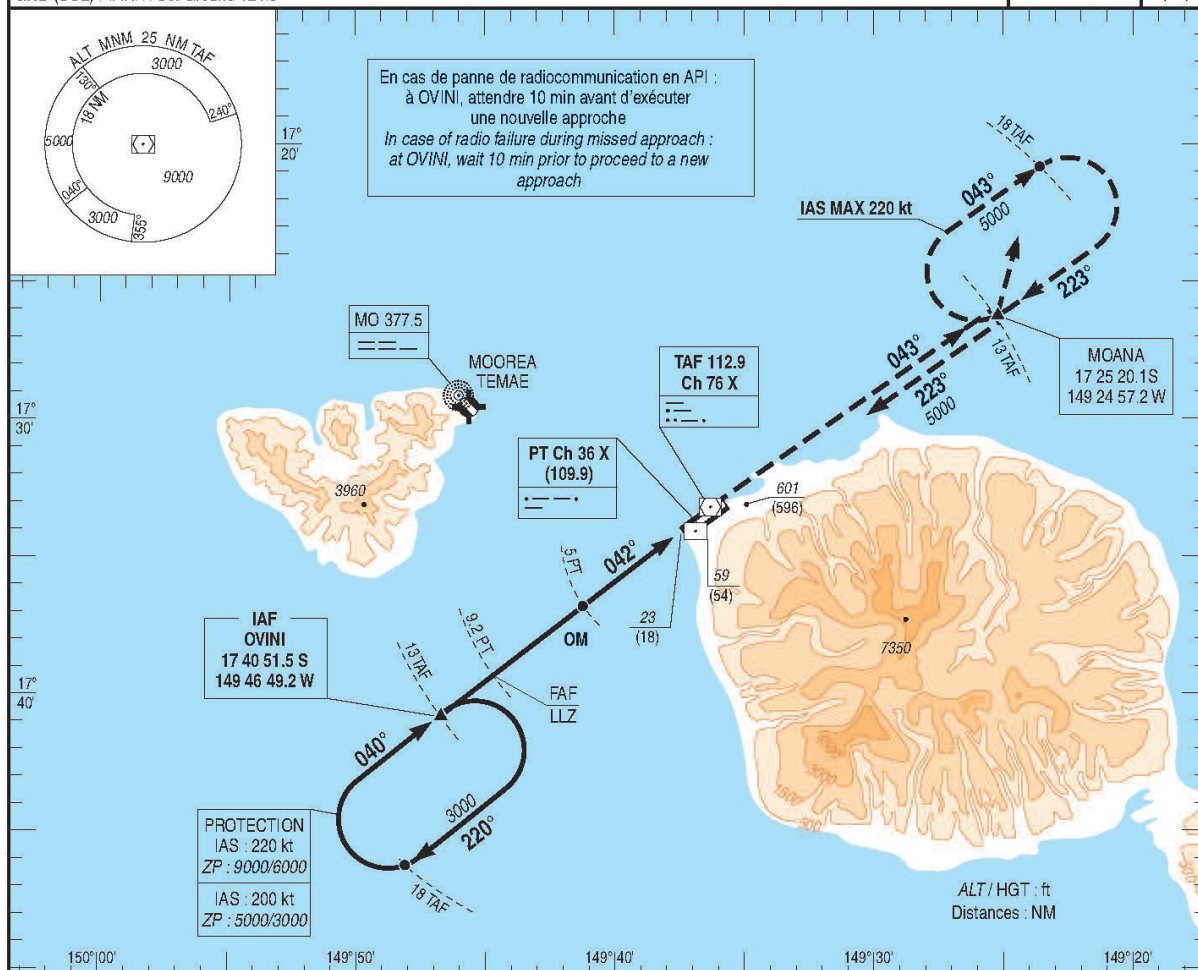 ALT MNM 25 NM TAF
3000
130°
18 NM
240°
5000
9000
040°
3000
355°
En cas de panne de radiocommunication en API :
à OVINI, attendre 10 min avant d'exécuter
une nouvelle approche
In case of radio failure during missed approach :
at OVINI, wait 10 min prior to proceed to a new
approach
17°
20'
18 TAF
043°
5000
IAS MAX 220 kt
223°
MO 377.5
MOOREA
TEMAE
TAF 112.9
Ch 76 X
043°
223°
5000
13 TAF
MOANA
17 25 20.1 S
149 24 57.2 W
17°
30'
PT Ch 36 X
(109.9)
3960
601
(596)
5 PT
042°
59
(54)
23
(18)
OM
7350
IAF
OVINI
17 40 51.5 S
149 46 49.2 W
9.2 PT
13 TAF
FAF
LLZ
17°
40'
040°
3000
220°
18 TAF
PROTECTION
IAS : 220 kt
ZP : 9000/6000
IAS : 200 kt
ZP : 5000/3000
1500
500
ALT / HGT : ft
Distances : NM
150°00'
149°50'
149°40'
149°30'
149°20'